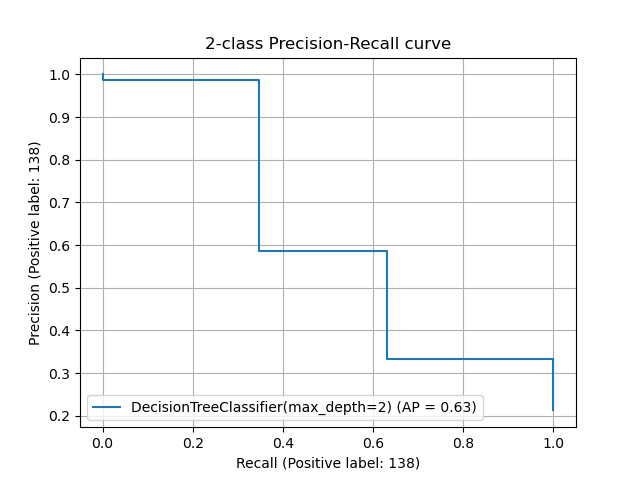 2-class Precision-Recall curve
1.0
0.9
0.8
0.7
0.6
0.5
0.4
0.3
0.2
Precision (Positive label: 138)
DecisionTreeClassifier(max_depth=2) (AP = 0.63)
0.0 0.2 0.4 0.6 0.8 1.0
Recall (Positive label: 138)